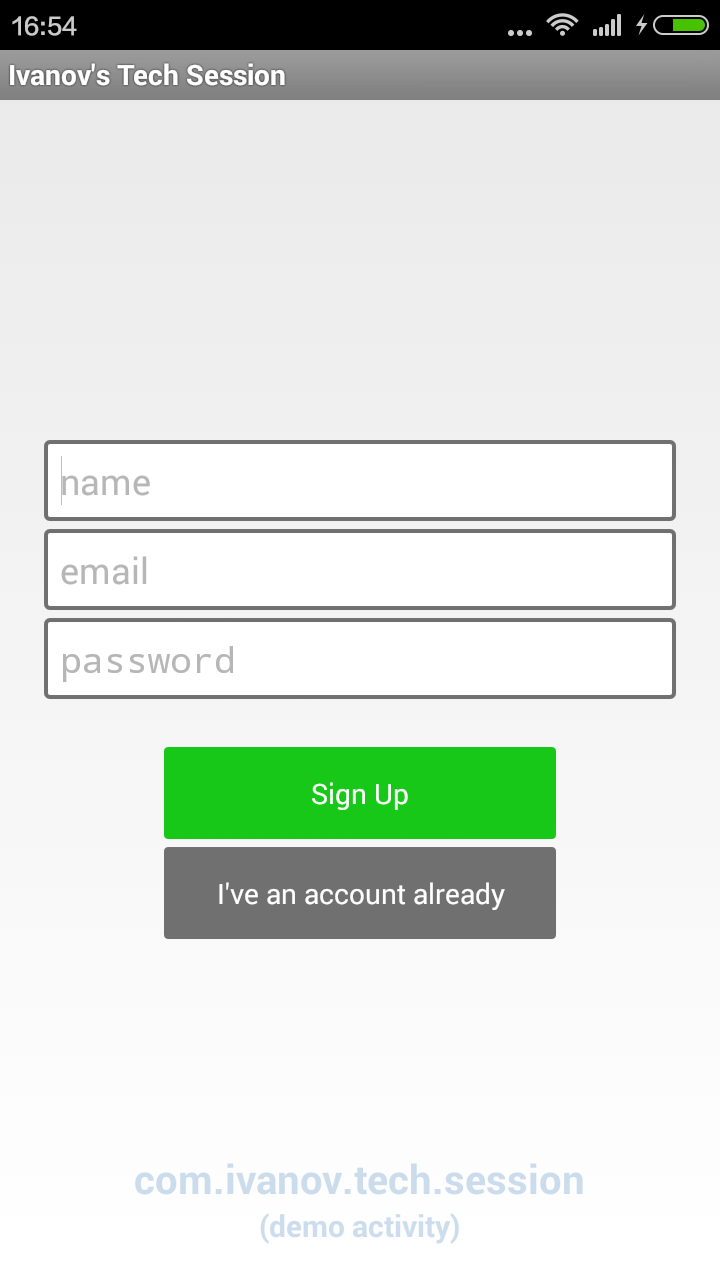 16:54
Ivanov's Tech Session
name
email
password
Sign Up
I've an account already
com.ivanov.tech.session
(demo activity)